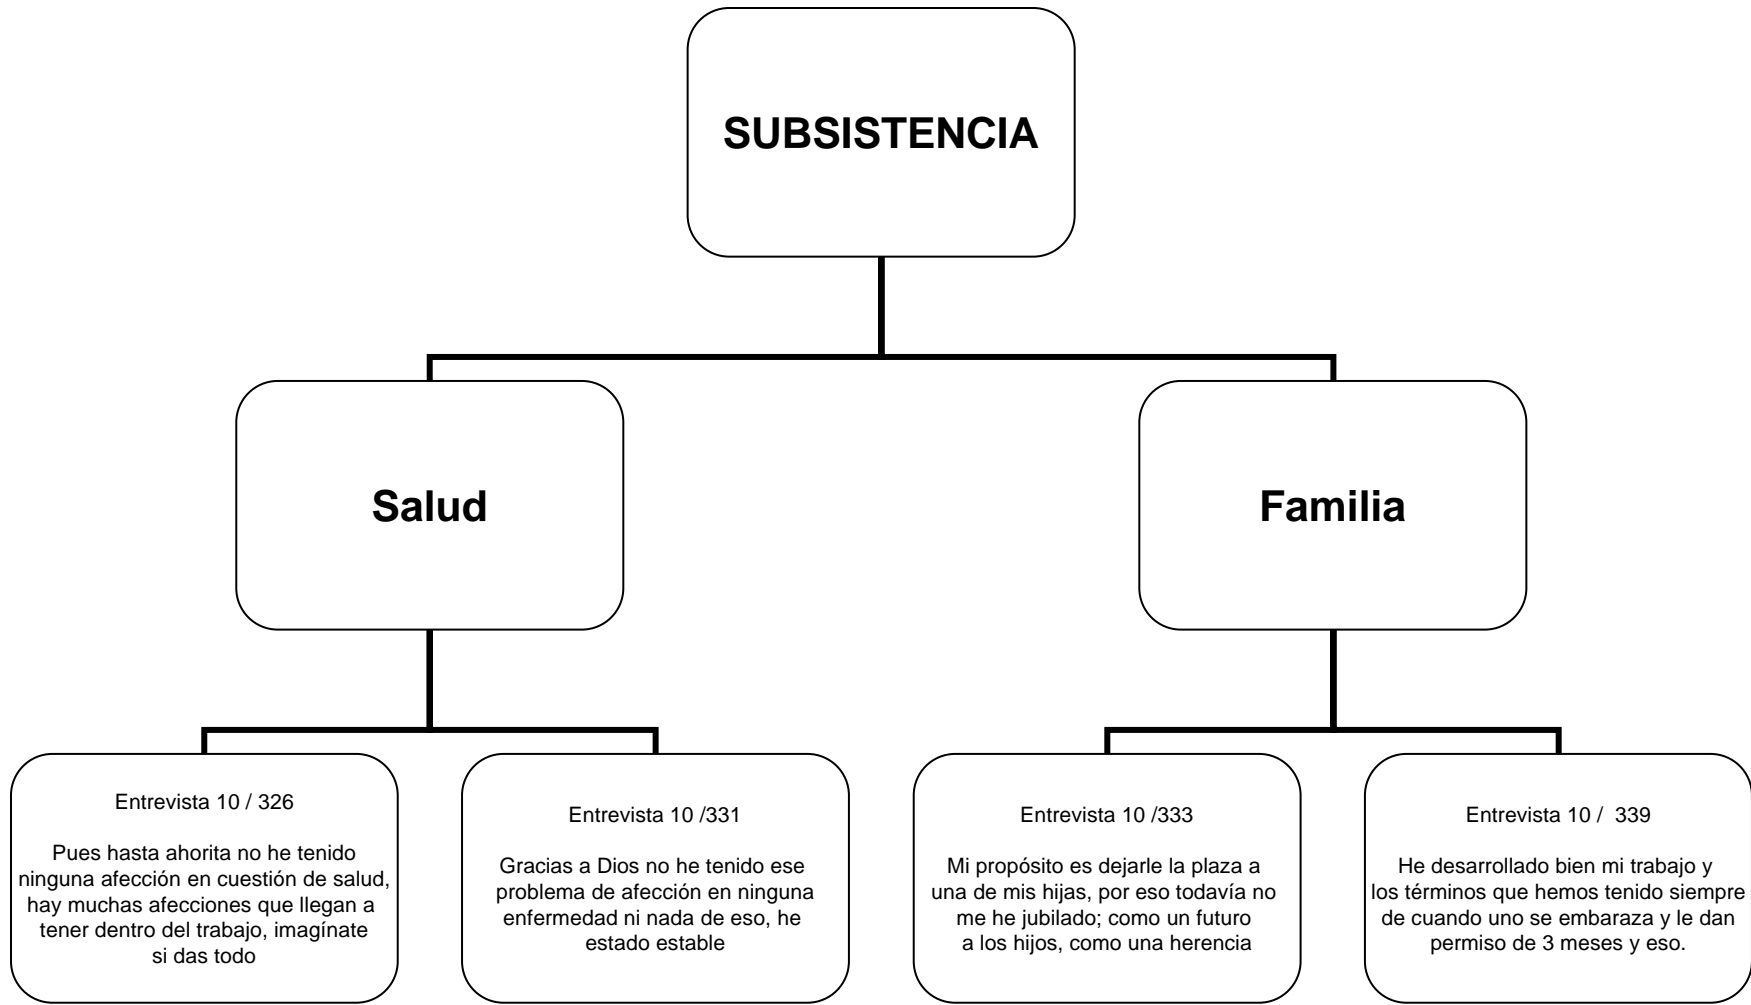 SUBSISTENCIA
Salud
Familia
Entrevista 10 / 326
Pues hasta ahorita no he tenido
ninguna afección en cuestión de salud,
hay muchas afecciones que llegan a
tener dentro del trabajo, imagínate
si das todo
Entrevista 10 /331
Gracias a Dios no he tenido ese
problema de afección en ninguna
enfermedad ni nada de eso, he
estado estable
Entrevista 10 /333
Mi propósito es dejarle la plaza a
una de mis hijas, por eso todavía no
me he jubilado; como un futuro
a los hijos, como una herencia
Entrevista 10 /  339
He desarrollado bien mi trabajo y
los términos que hemos tenido siempre
de cuando uno se embaraza y le dan
permiso de 3 meses y eso.